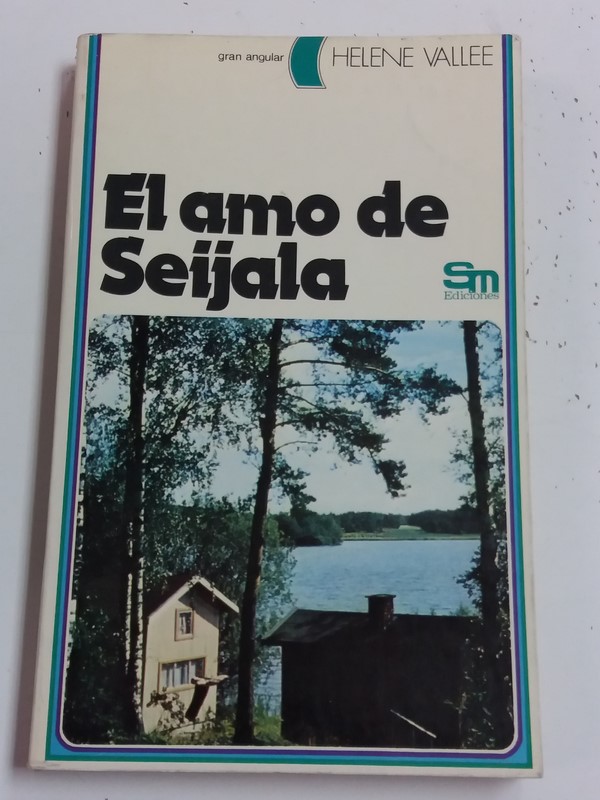 gran angular HELENE VALLEE
El amo de
Seijala
Sm
Ediciones